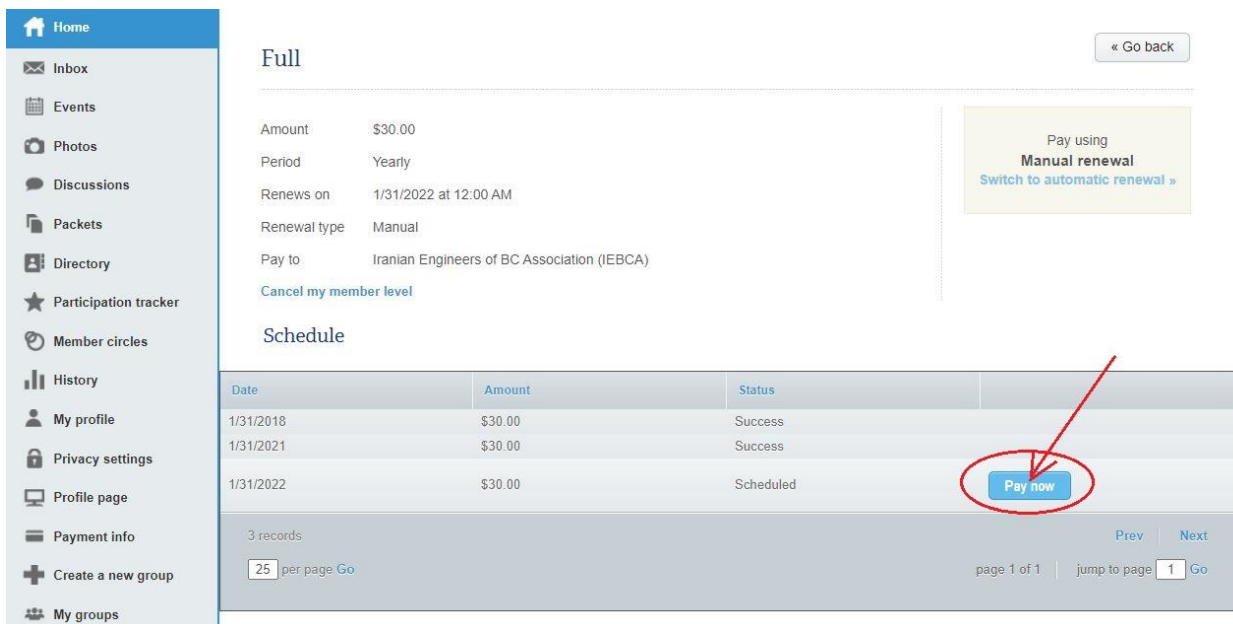 Home
Inbox
Events
Photos
Discussions
Packets
Directory
Participation tracker
Member circles
History
My profile
Privacy settings
Profile page
Payment info
Create a new group
My groups
Full
« Go back
Amount $30.00
Period Yearly
Renews on 1/31/2022 at 12:00 AM
Renewal type Manual
Pay to Iranian Engineers of BC Association (IEBCA)
Cancel my member level
Pay using
Manual renewal
Switch to automatic renewal »
Schedule
Date Amount Status
1/31/2018 $30.00 Success
1/31/2021 $30.00 Success
1/31/2022 $30.00 Scheduled Pay now
3 records Prev Next
25 per page Go page 1 of 1 jump to page 1 Go